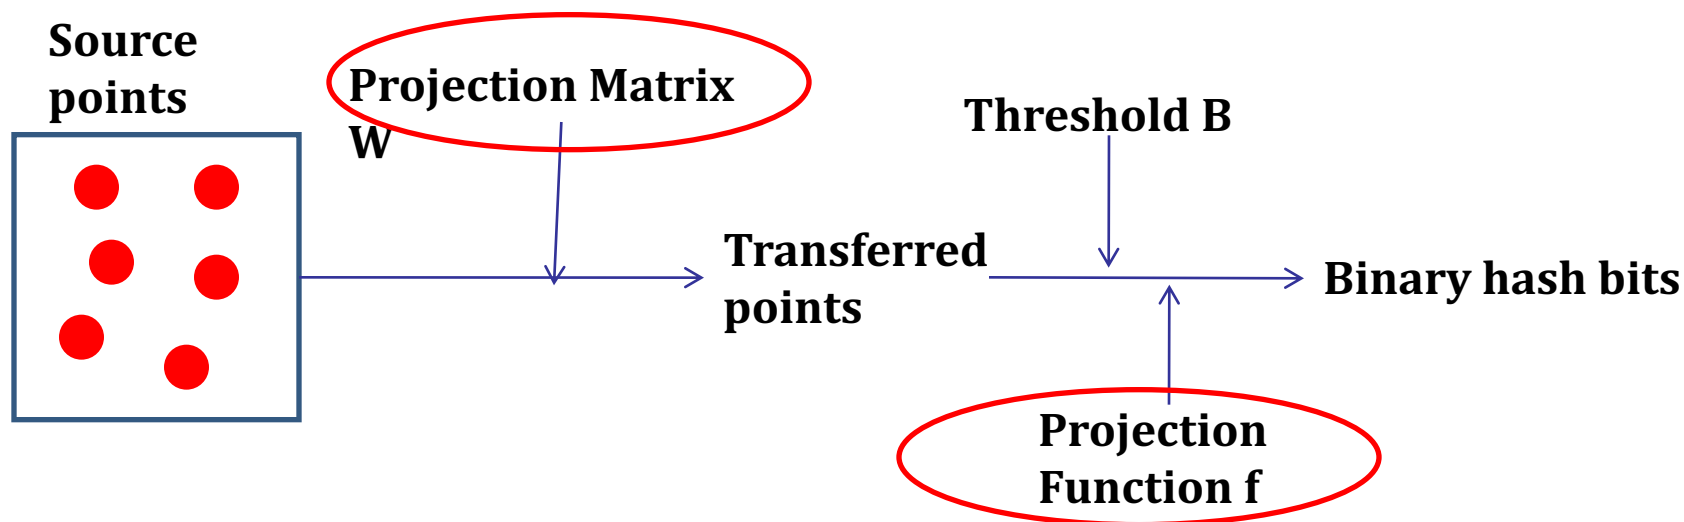 Source
points
Projection Matrix
W
Threshold B
Transferred
points
Binary hash bits
Projection
Function f